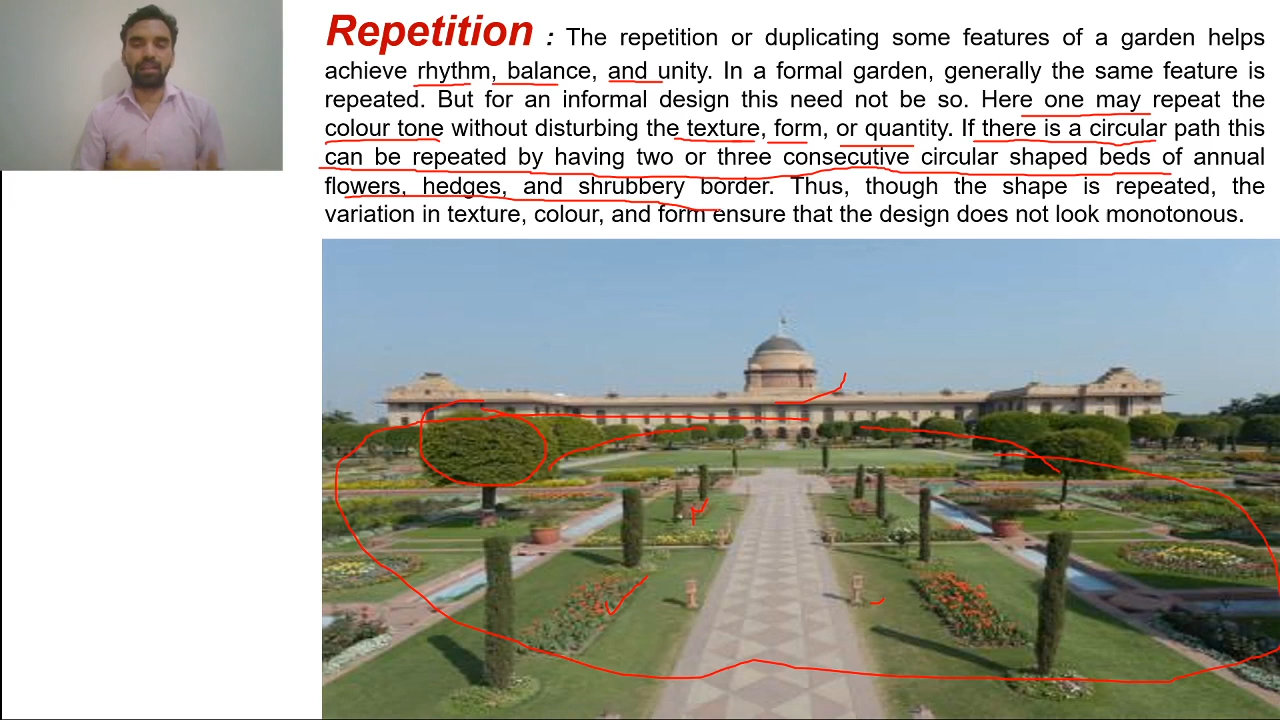 Repetition : The repetition or duplicating some features of a garden helps
achieve rhythm, balance, and unity. In a formal garden, generally the same feature is
repeated. But for an informal design this need not be so. Here one may repeat the
colour tone without disturbing the texture, form, or quantity. If there is a circular path this
can be repeated by having two or three consecutive circular shaped beds of annual
flowers, hedges, and shrubbery border. Thus, though the shape is repeated, the
variation in texture, colour, and form ensure that the design does not look monotonous.